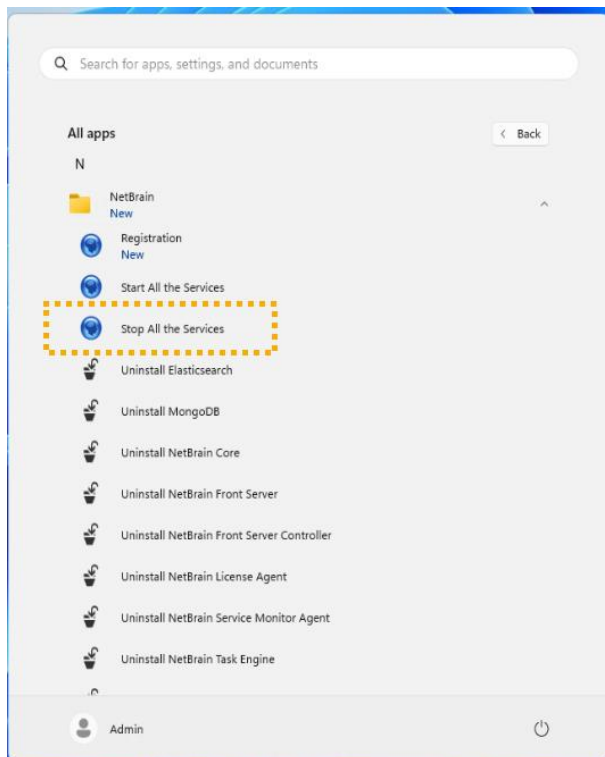 Search for apps, settings, and documents
All apps
Back
N
NetBrain
New
Registration
New
Start All the Services
Stop All the Services
Uninstall Elasticsearch
Uninstall MongoDB
Uninstall NetBrain Core
Uninstall NetBrain Front Server
Uninstall NetBrain Front Server Controller
Uninstall NetBrain License Agent
Uninstall NetBrain Service Monitor Agent
Uninstall NetBrain Task Engine
Admin